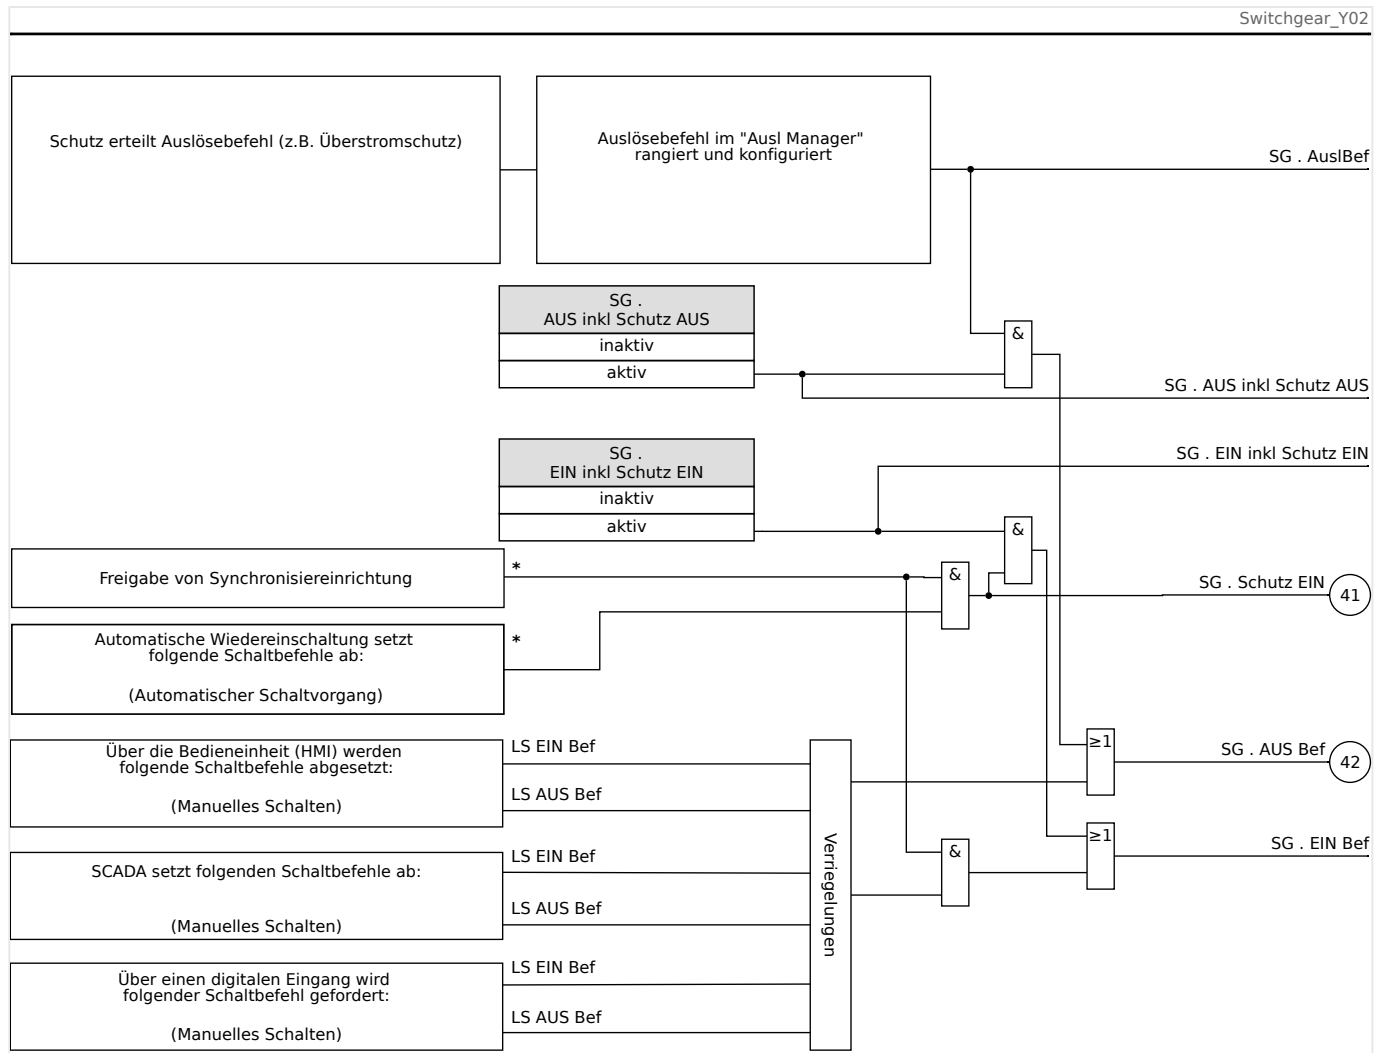 Switchgear_Y02
Schutz erteilt Auslösebefehl (z.B. Überstromschutz)
Auslösebefehl im "Ausl Manager"
rangiert und konfiguriert
SG . AuslBef
SG .
AUS inkl Schutz AUS
inaktiv
aktiv
&
SG . AUS inkl Schutz AUS
SG .
EIN inkl Schutz EIN
inaktiv
aktiv
SG . EIN inkl Schutz EIN
&
Freigabe von Synchronisiereinrichtung
*
&
SG . Schutz EIN
41
Automatische Wiedereinschaltung setzt
folgende Schaltbefehle ab:
(Automatischer Schaltvorgang)
*
Über die Bedieneinheit (HMI) werden
folgende Schaltbefehle abgesetzt:
(Manuelles Schalten)
LS EIN Bef
LS AUS Bef
≥1
SG . AUS Bef
42
SCADA setzt folgenden Schaltbefehle ab:
(Manuelles Schalten)
LS EIN Bef
LS AUS Bef
Verriegelungen
&
≥1
SG . EIN Bef
Über einen digitalen Eingang wird
folgender Schaltbefehl gefordert:
(Manuelles Schalten)
LS EIN Bef
LS AUS Bef